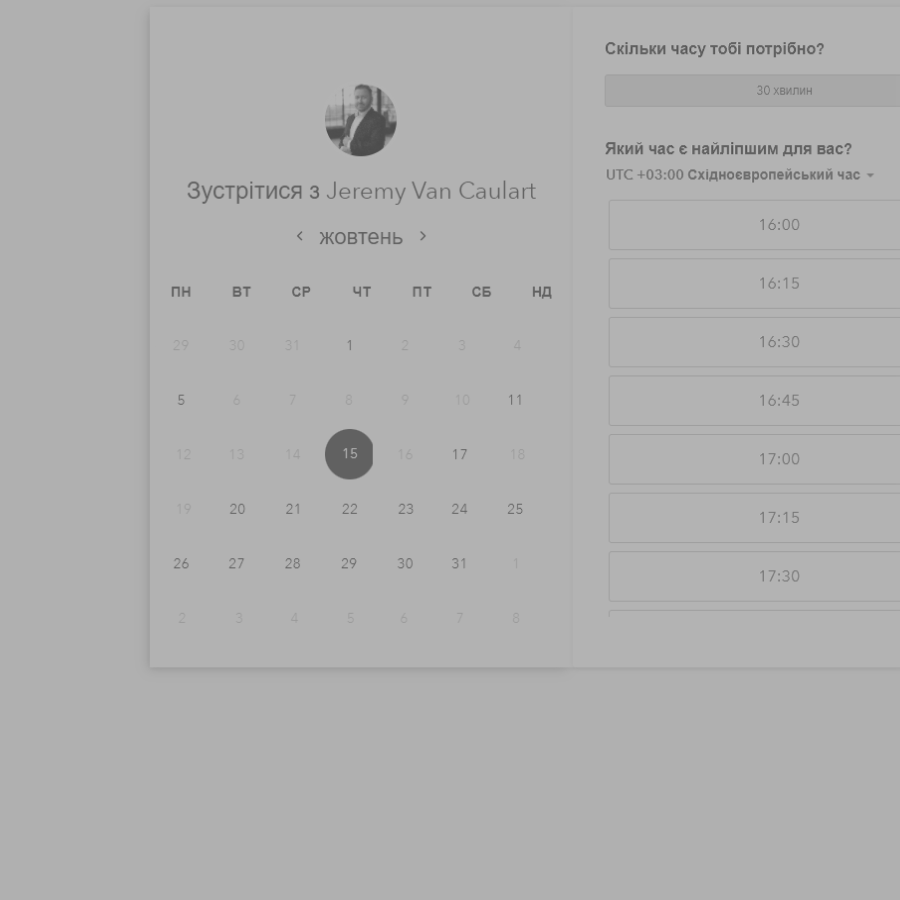 Зустрітися з Jeremy Van Caulart
жовтень
ПН ВТ СР ЧТ ПТ СБ НД
29 30 31 1 2 3 4
5 6 7 8 9 10 11
12 13 14 15 16 17 18
19 20 21 22 23 24 25
26 27 28 29 30 31 1
2 3 4 5 6 7 8
Скільки часу тобі потрібно?
30 хвилин
Який час є найліпшим для вас?
UTC +03:00 Східноєвропейський час
16:00
16:15
16:30
16:45
17:00
17:15
17:30